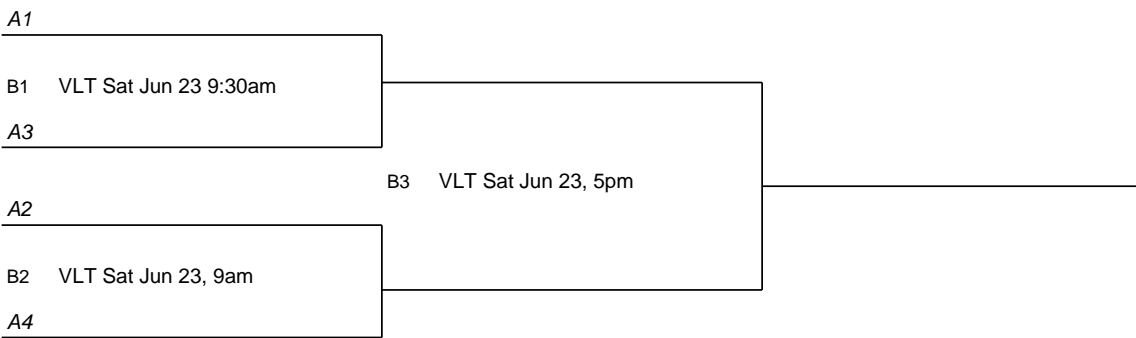 A1
B1 VLT Sat Jun 23 9:30am
A3
B3 VLT Sat Jun 23, 5pm
A2
B2 VLT Sat Jun 23, 9am
A4